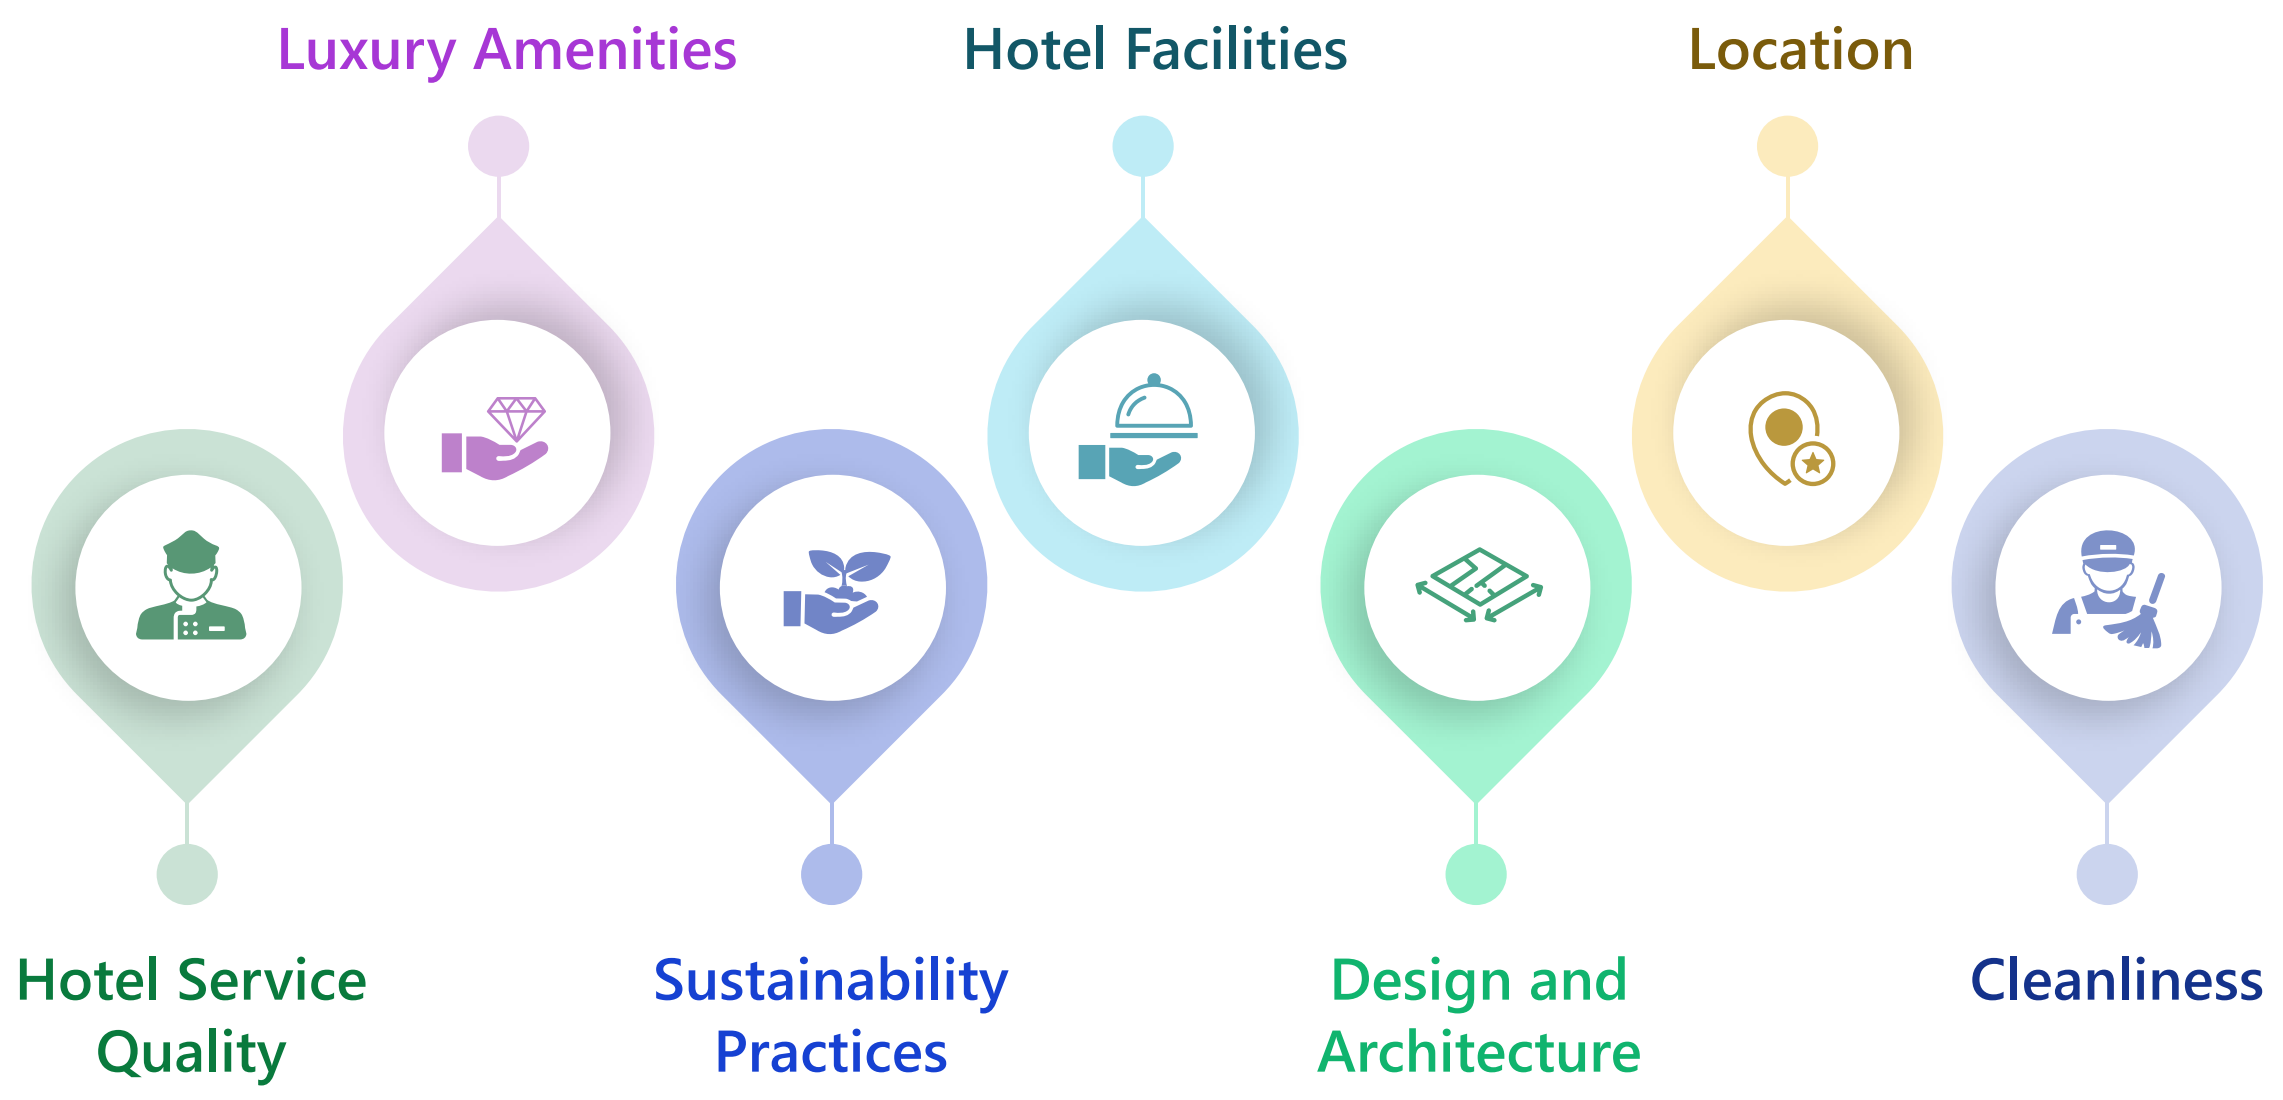 Luxury Amenities
Hotel Facilities
Location
Hotel Service
Quality
Sustainability
Practices
Design and
Architecture
Cleanliness